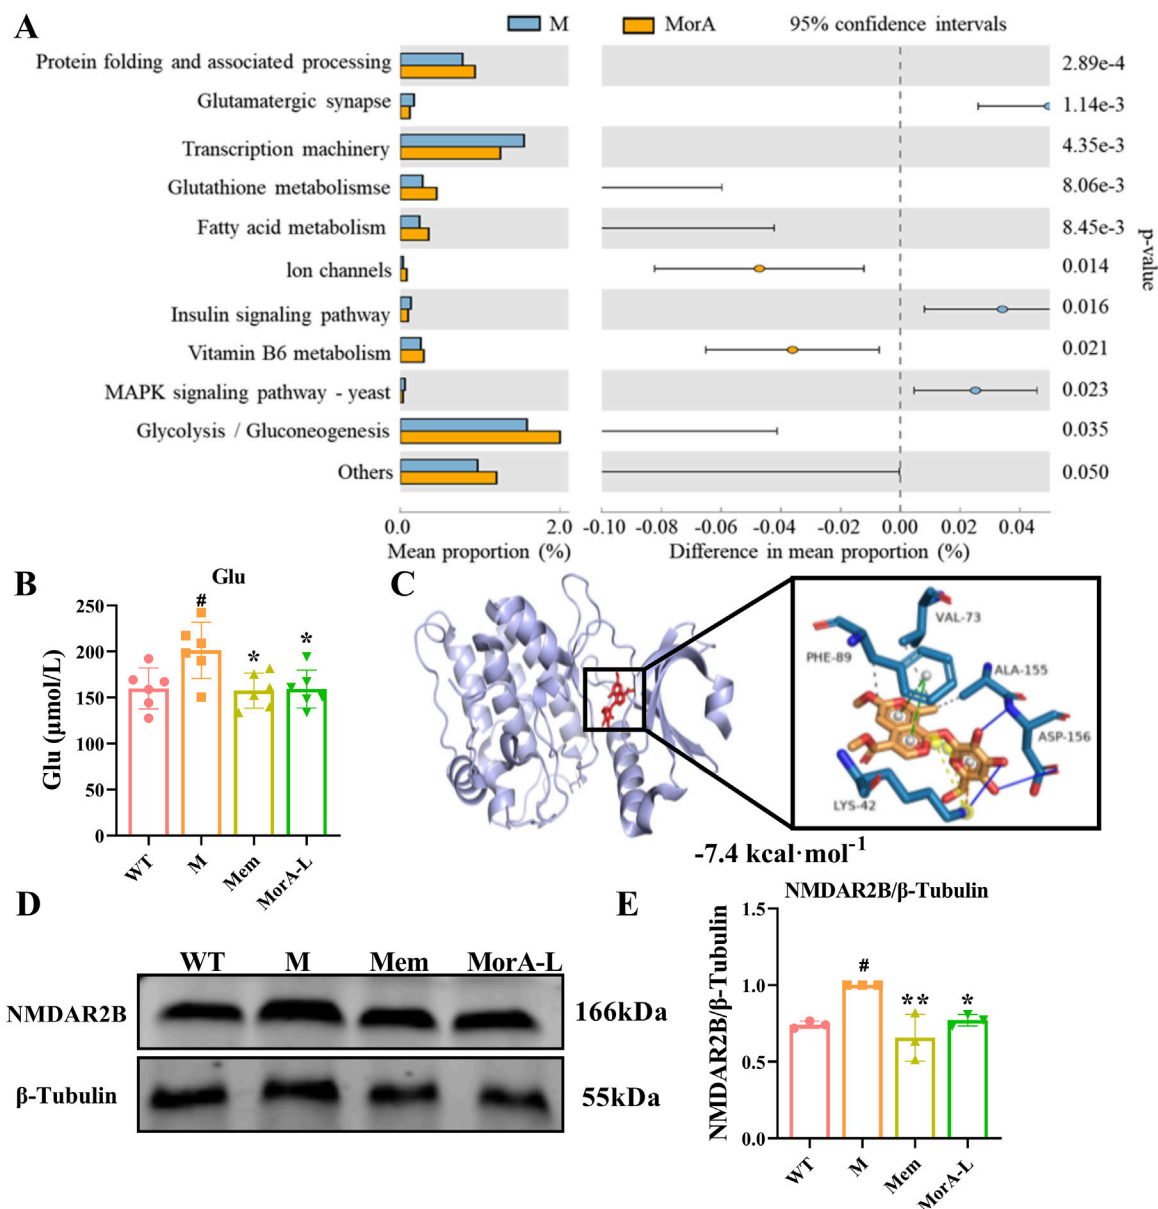 A
M MorA 95% confidence intervals
Protein folding and associated processing 2.89e-4
Glutamatergic synapse 1.14e-3
Transcription machinery 4.35e-3
Glutathione metabolismse 8.06e-3
Fatty acid metabolism 8.45e-3
lon channels 0.014
Insulin signaling pathway 0.016
Vitamin B6 metabolism 0.021
MAPK signaling pathway - yeast 0.023
Glycolysis / Gluconeogenesis 0.035
Others 0.050
p-value
0.0 2.0 -0.10 -0.08 -0.06 -0.04 -0.02 0.00 0.02 0.04
Mean proportion (%) Difference in mean proportion (%)
B
Glu
Glu (μmol/L)
250
200
150
100
50
0
#
*
*
WT M Mem MorA-L
C
VAL-73
PHE-89
ALA-155
ASP-156
LYS-42
-7.4 kcal·mol-1
D
WT M Mem MorA-L
NMDAR2B 166kDa
β-Tubulin 55kDa
E
NMDAR2B/β-Tubulin
NMDAR2B/β-Tubulin
1.5
1.0
0.5
0.0
#
**
*
WT M Mem MorA-L